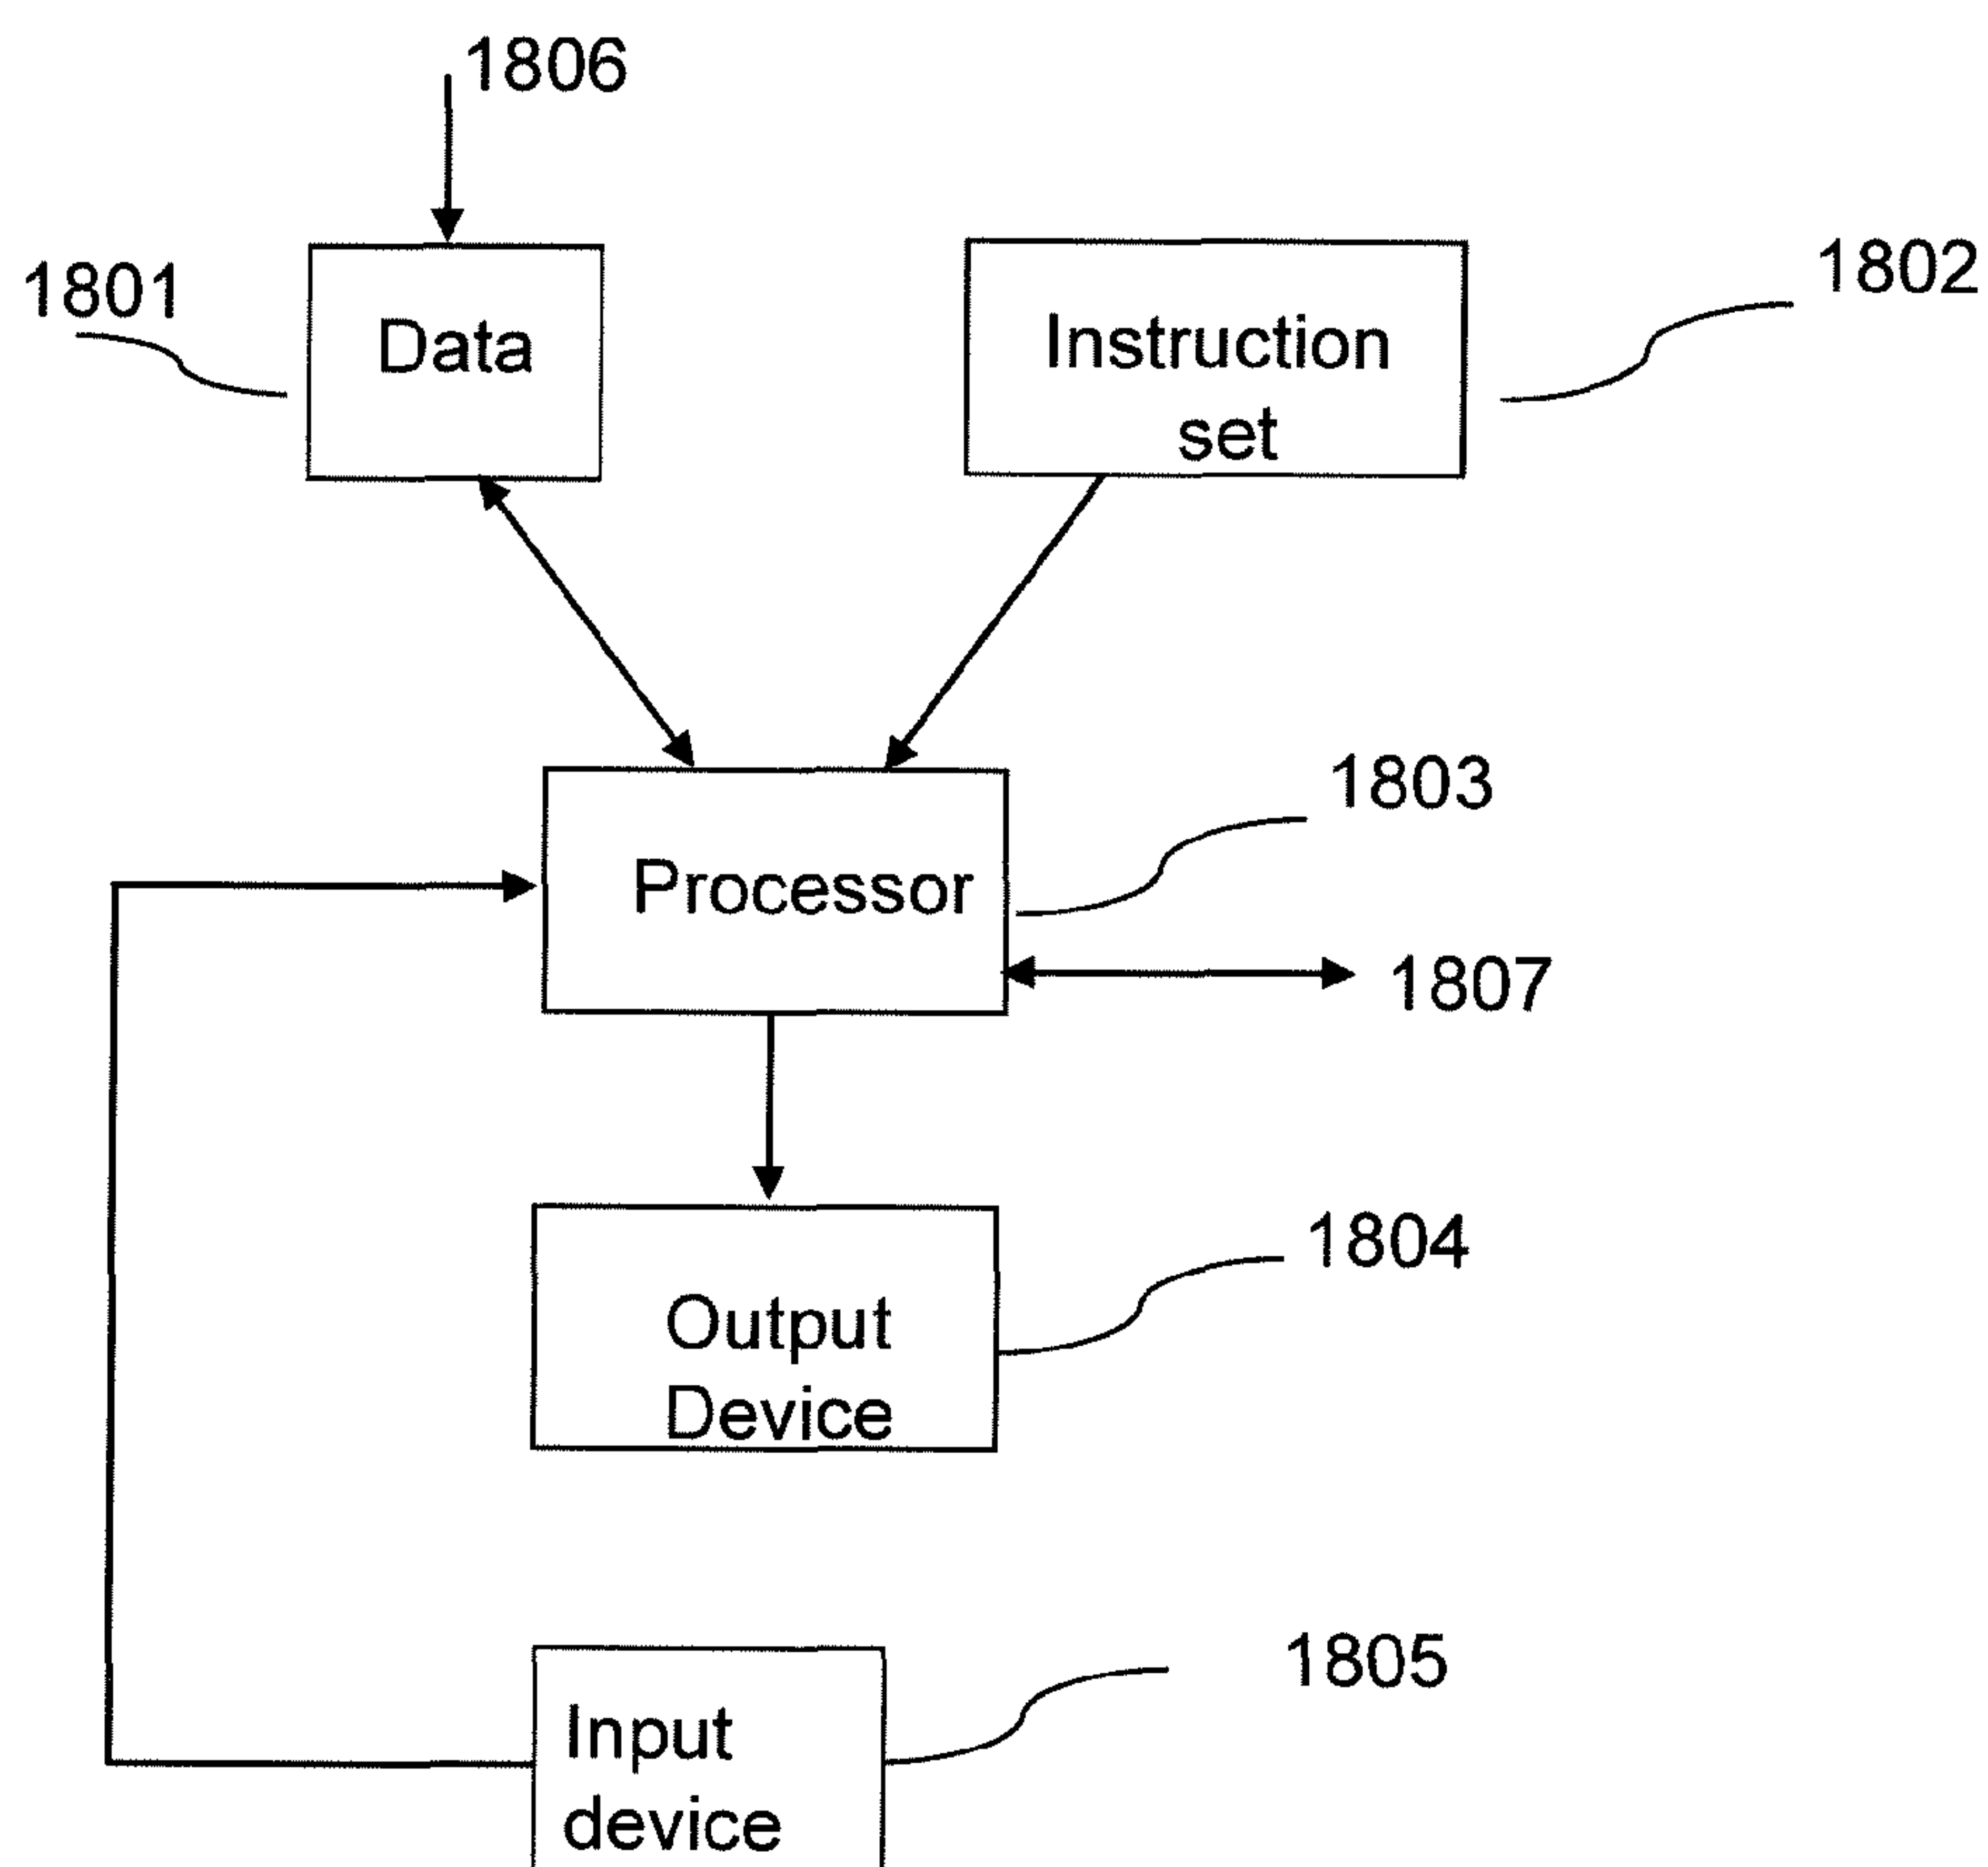 1806
1801
Data
Instruction
set
1802
1803
Processor
1807
1804
Output
Device
1805
Input
device